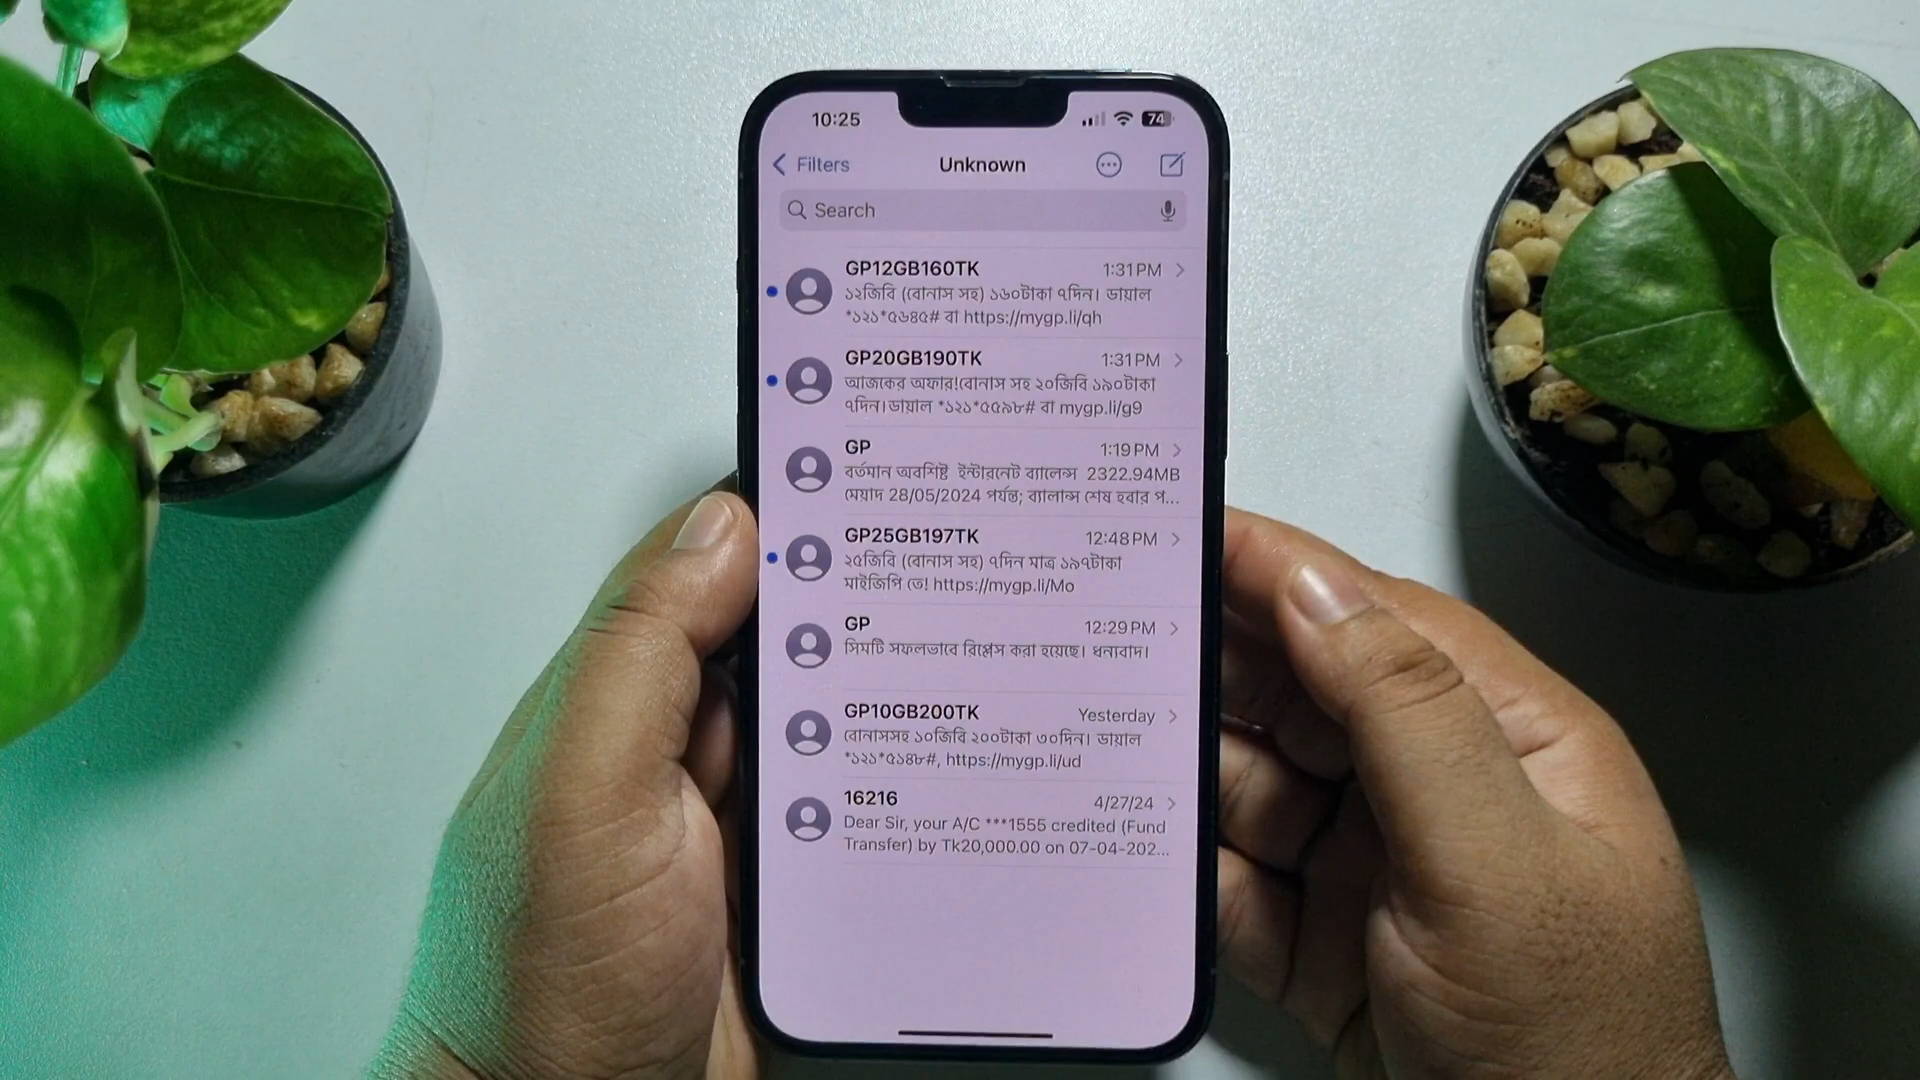 10:25
74
Filters
Unknown
Search
GP12GB160TK
1:31 PM
১২জিবি (বোনাস সহ) ১৬০টাকা ৭দিন। ডায়াল
*১২১*৫৬৪৫# বা https://mygp.li/qh
GP20GB190TK
1:31 PM
আজকের অফার!বোনাস সহ ২০জিবি ১৯০টাকা
৭দিন।ডায়াল *১২১*৫৫৯৮# বা mygp.li/g9
GP
1:19 PM
বর্তমান অবশিষ্ট ইন্টারনেট ব্যালেন্স 2322.94MB
মেয়াদ 28/05/2024 পর্যন্ত; ব্যালান্স শেষ হবার প...
GP25GB197TK
12:48 PM
২৫জিবি (বোনাস সহ) ৭দিন মাত্র ১৯৭টাকা
মাইজিপি তে! https://mygp.li/Mo
GP
12:29 PM
সিমটি সফলভাবে রিপ্লেস করা হয়েছে। ধন্যবাদ।
GP10GB200TK
Yesterday
বোনাসসহ ১০জিবি ২০০টাকা ৩০দিন। ডায়াল
*১২১*৫১৪৮#, https://mygp.li/ud
16216
4/27/24
Dear Sir, your A/C ***1555 credited (Fund
Transfer) by Tk20,000.00 on 07-04-202...